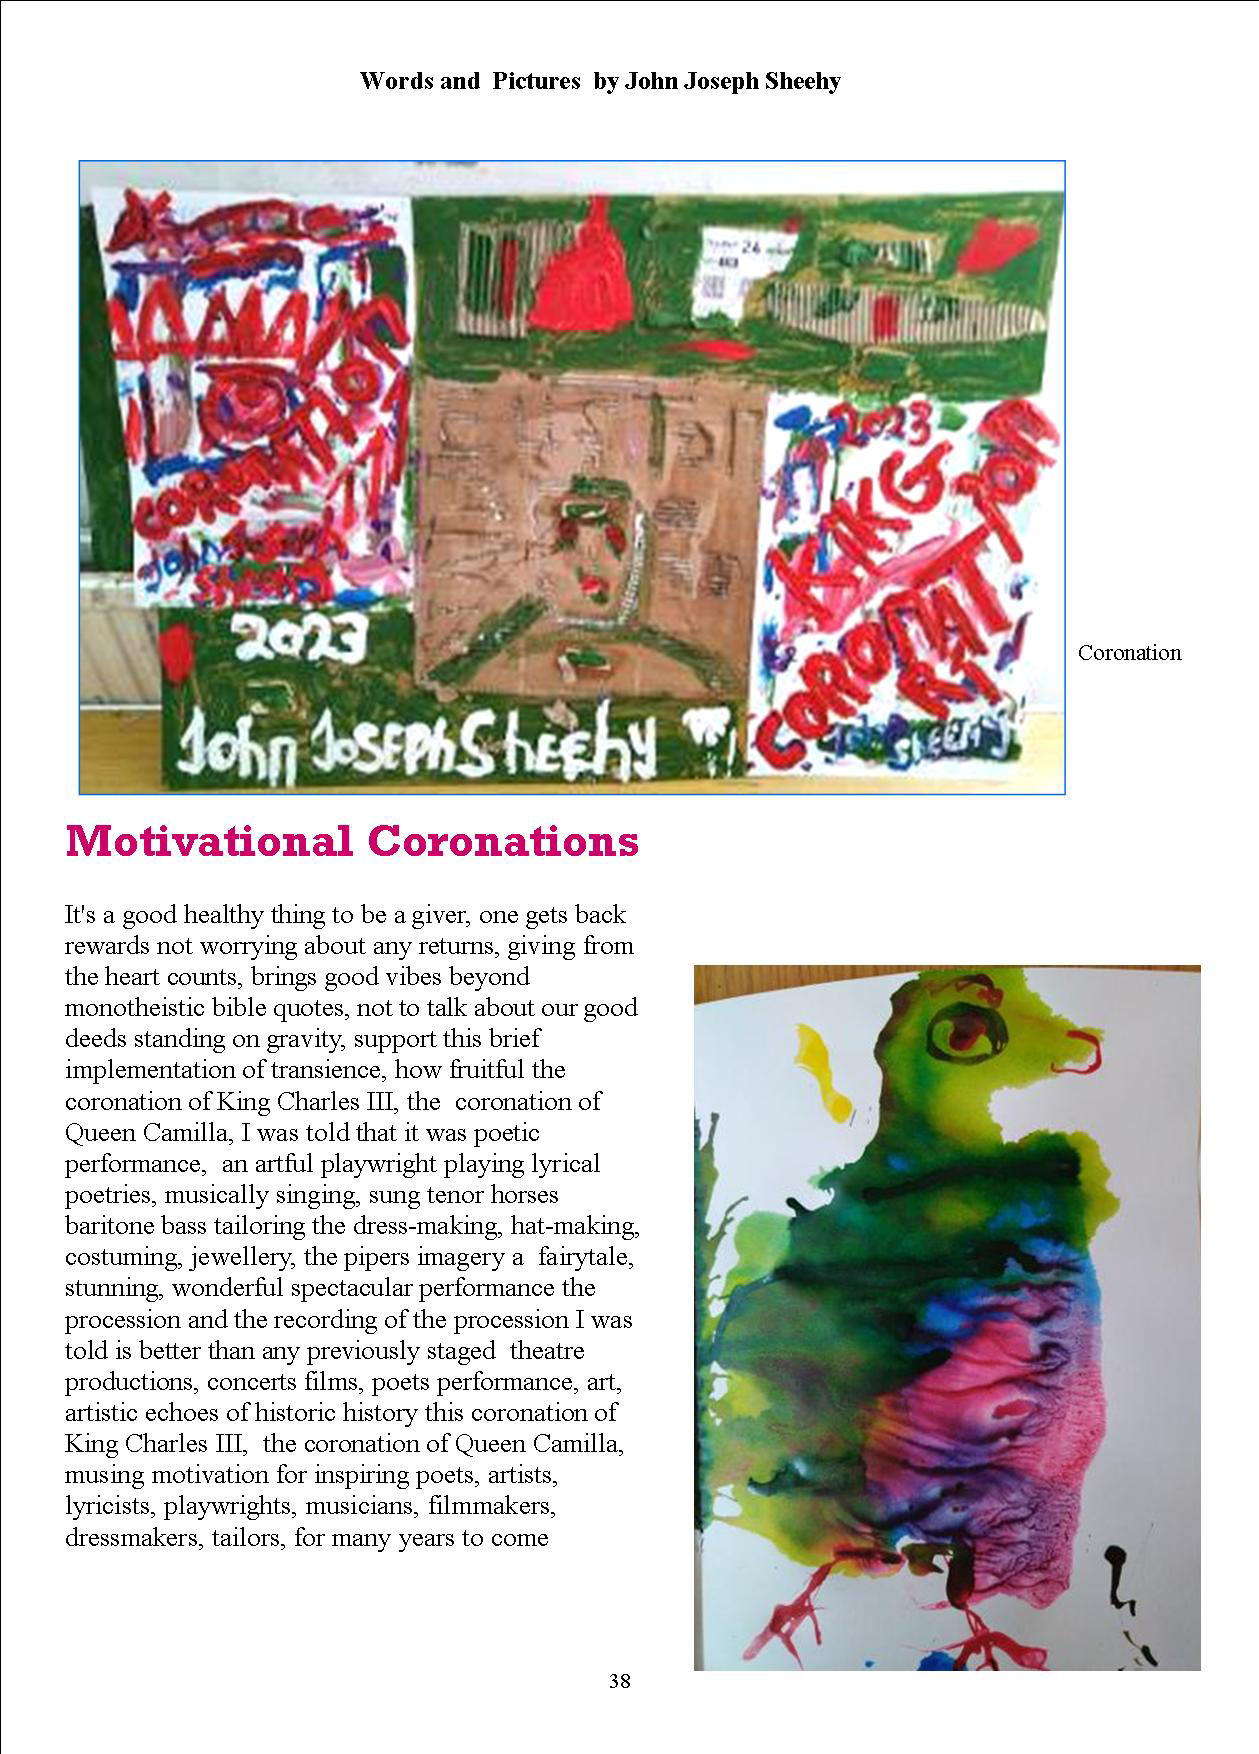 Words and Pictures by John Joseph Sheehy
CORONATION
John Joseph
Sheehy
2023
John JosephSheehy
24
2023
KING
CORONATION
John Sheehy
Coronation
Motivational Coronations
It's a good healthy thing to be a giver, one gets back
rewards not worrying about any returns, giving from
the heart counts, brings good vibes beyond
monotheistic bible quotes, not to talk about our good
deeds standing on gravity, support this brief
implementation of transience, how fruitful the
coronation of King Charles III, the coronation of
Queen Camilla, I was told that it was poetic
performance, an artful playwright playing lyrical
poetries, musically singing, sung tenor horses
baritone bass tailoring the dress-making, hat-making,
costuming, jewellery, the pipers imagery a fairytale,
stunning, wonderful spectacular performance the
procession and the recording of the procession I was
told is better than any previously staged theatre
productions, concerts films, poets performance, art,
artistic echoes of historic history this coronation of
King Charles III, the coronation of Queen Camilla,
musing motivation for inspiring poets, artists,
lyricists, playwrights, musicians, filmmakers,
dressmakers, tailors, for many years to come
38